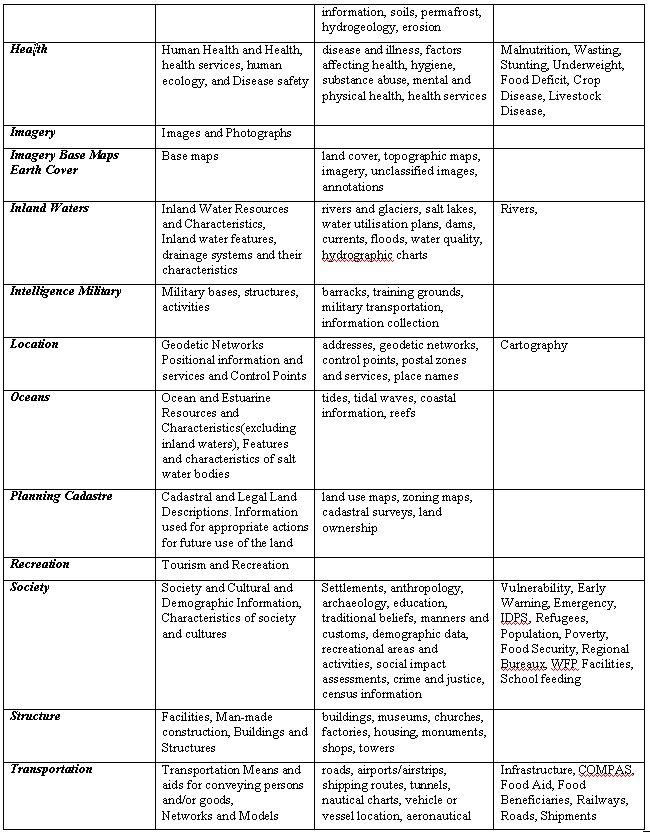 information, soils, permafrost,
hydrogeology, erosion
Health
Human Health and Health,
health services, human
ecology, and Disease safety
disease and illness, factors
affecting health, hygiene,
substance abuse, mental and
physical health, health services
Malnutrition, Wasting,
Stunting, Underweight,
Food Deficit, Crop
Disease, Livestock
Disease,
Imagery
Images and Photographs
Imagery Base Maps
Earth Cover
Base maps
land cover, topographic maps,
imagery, unclassified images,
annotations
Inland Waters
Inland Water Resources
and Characteristics,
Inland water features,
drainage systems and their
characteristics
rivers and glaciers, salt lakes,
water utilisation plans, dams,
currents, floods, water quality,
hydrographic charts
Rivers,
Intelligence Military
Military bases, structures,
activities
barracks, training grounds,
military transportation,
information collection
Location
Geodetic Networks
Positional information and
services and Control Points
addresses, geodetic networks,
control points, postal zones
and services, place names
Cartography
Oceans
Ocean and Estuarine
Resources and
Characteristics(excluding
inland waters), Features
and characteristics of salt
water bodies
tides, tidal waves, coastal
information, reefs
Planning Cadastre
Cadastral and Legal Land
Descriptions. Information
used for appropriate actions
for future use of the land
land use maps, zoning maps,
cadastral surveys, land
ownership
Recreation
Tourism and Recreation
Society
Society and Cultural and
Demographic Information,
Characteristics of society
and cultures
Settlements, anthropology,
archaeology, education,
traditional beliefs, manners and
customs, demographic data,
recreational areas and
activities, social impact
assessments, crime and justice,
census information
Vulnerability, Early
Warning, Emergency,
IDPS, Refugees,
Population, Poverty,
Food Security, Regional
Bureaux, WFP Facilities,
School feeding
Structure
Facilities, Man-made
construction, Buildings and
Structures
buildings, museums, churches,
factories, housing, monuments,
shops, towers
Transportation
Transportation Means and
aids for conveying persons
and/or goods,
Networks and Models
roads, airports/airstrips,
shipping routes, tunnels,
nautical charts, vehicle or
vessel location, aeronautical
Infrastructure, COMPAS,
Food Aid, Food
Beneficiaries, Railways,
Roads, Shipments